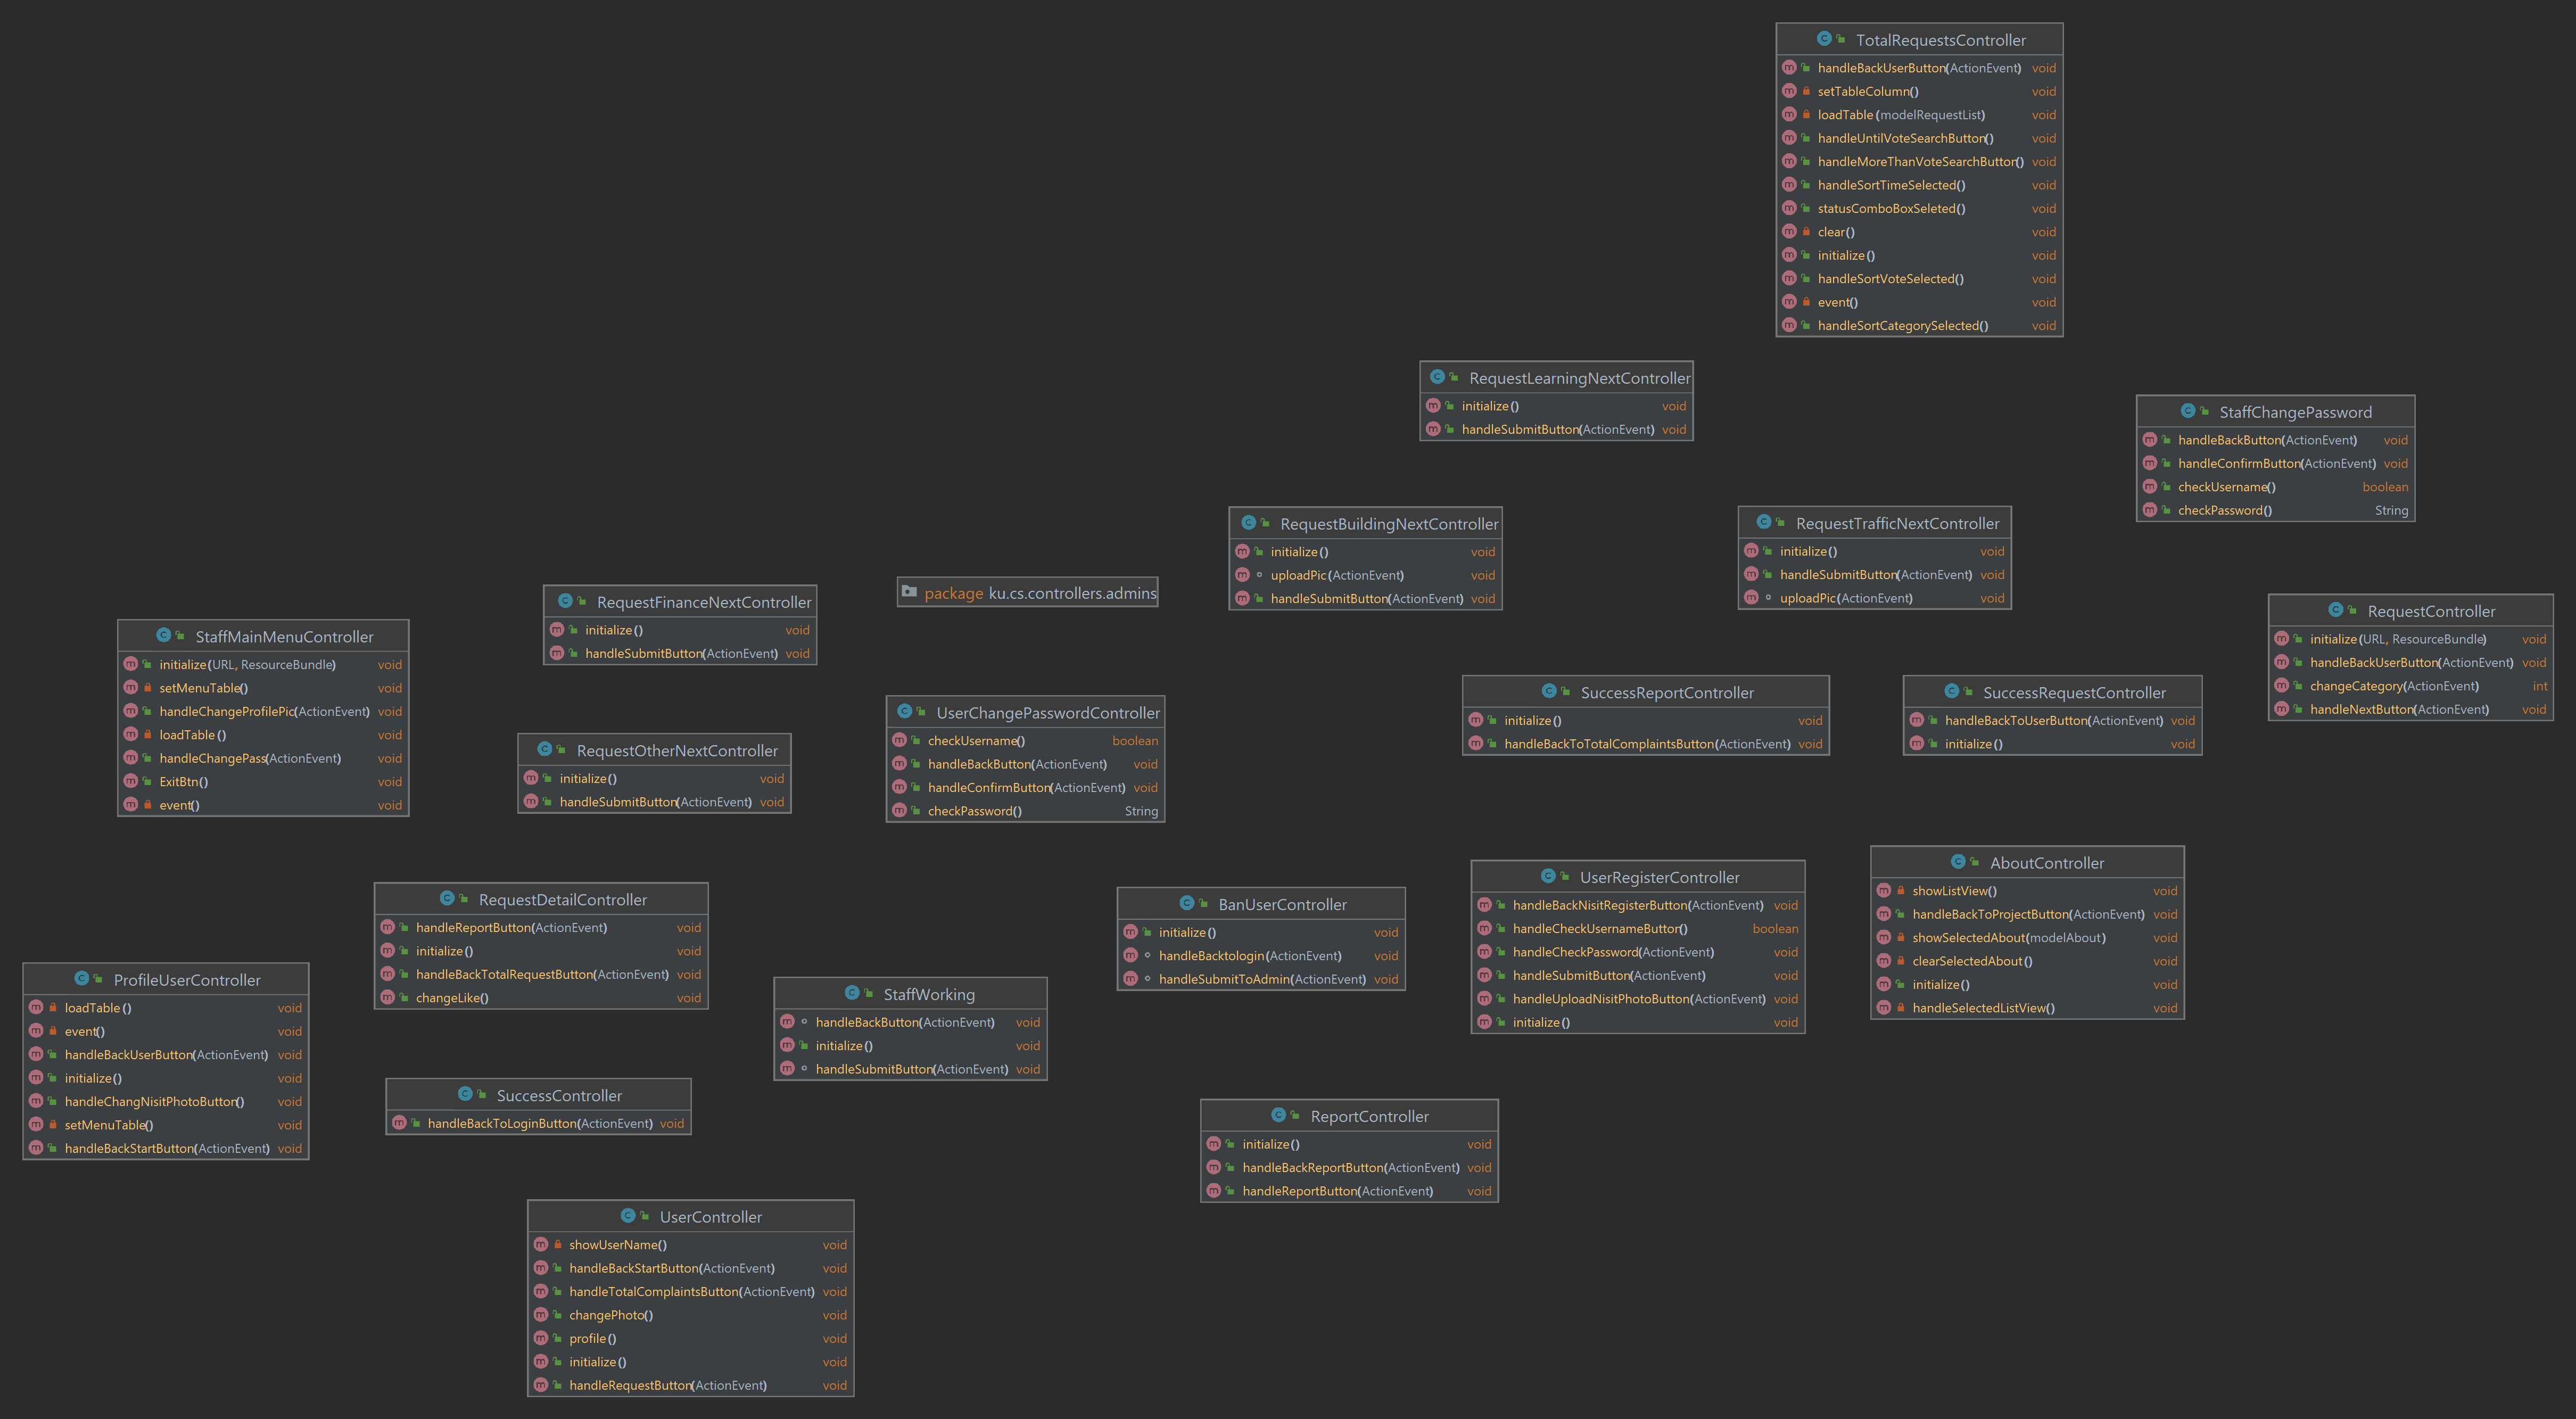 TotalRequestsController
handleBackUserButton(ActionEvent) void
setTableColumn() void
loadTable(modelRequestList) void
handleUntilVoteSearchButton() void
handleMoreThanVoteSearchButton() void
handleSortTimeSelected() void
statusComboBoxSeleted() void
clear() void
initialize() void
handleSortVoteSelected() void
event() void
handleSortCategorySelected() void
RequestLearningNextController
initialize() void
handleSubmitButton(ActionEvent) void
StaffChangePassword
handleBackButton(ActionEvent) void
handleConfirmButton(ActionEvent) void
checkUsername() boolean
checkPassword() String
RequestBuildingNextController
initialize() void
uploadPic(ActionEvent) void
handleSubmitButton(ActionEvent) void
RequestTrafficNextController
initialize() void
handleSubmitButton(ActionEvent) void
uploadPic(ActionEvent) void
package ku.cs.controllers.admins
RequestFinanceNextController
initialize() void
handleSubmitButton(ActionEvent) void
RequestController
initialize(URL, ResourceBundle) void
handleBackUserButton(ActionEvent) void
changeCategory(ActionEvent) int
handleNextButton(ActionEvent) void
StaffMainMenuController
initialize(URL, ResourceBundle) void
setMenuTable() void
handleChangeProfilePic(ActionEvent) void
loadTable() void
handleChangePass(ActionEvent) void
ExitBtn() void
event() void
SuccessReportController
initialize() void
handleBackToTotalComplaintsButton(ActionEvent) void
SuccessRequestController
handleBackToUserButton(ActionEvent) void
initialize() void
UserChangePasswordController
checkUsername() boolean
handleBackButton(ActionEvent) void
handleConfirmButton(ActionEvent) void
checkPassword() String
RequestOtherNextController
initialize() void
handleSubmitButton(ActionEvent) void
AboutController
showListView() void
handleBackToProjectButton(ActionEvent) void
showSelectedAbout(modelAbout) void
clearSelectedAbout() void
initialize() void
handleSelectedListView() void
UserRegisterController
handleBackNisitRegisterButton(ActionEvent) void
handleCheckUsernameButtor() boolean
handleCheckPassword(ActionEvent) void
handleSubmitButton(ActionEvent) void
handleUploadNisitPhotoButton(ActionEvent) void
initialize() void
RequestDetailController
handleReportButton(ActionEvent) void
initialize() void
handleBackTotalRequestButton(ActionEvent) void
changeLike() void
BanUserController
initialize() void
handleBacktologin(ActionEvent) void
handleSubmitToAdmin(ActionEvent) void
ProfileUserController
loadTable() void
event() void
handleBackUserButton(ActionEvent) void
initialize() void
handleChangNisitPhotoButton() void
setMenuTable() void
handleBackStartButton(ActionEvent) void
StaffWorking
handleBackButton(ActionEvent) void
initialize() void
handleSubmitButton(ActionEvent) void
SuccessController
handleBackToLoginButton(ActionEvent) void
ReportController
initialize() void
handleBackReportButton(ActionEvent) void
handleReportButton(ActionEvent) void
UserController
showUserName() void
handleBackStartButton(ActionEvent) void
handleTotalComplaintsButton(ActionEvent) void
changePhoto() void
profile() void
initialize() void
handleRequestButton(ActionEvent) void